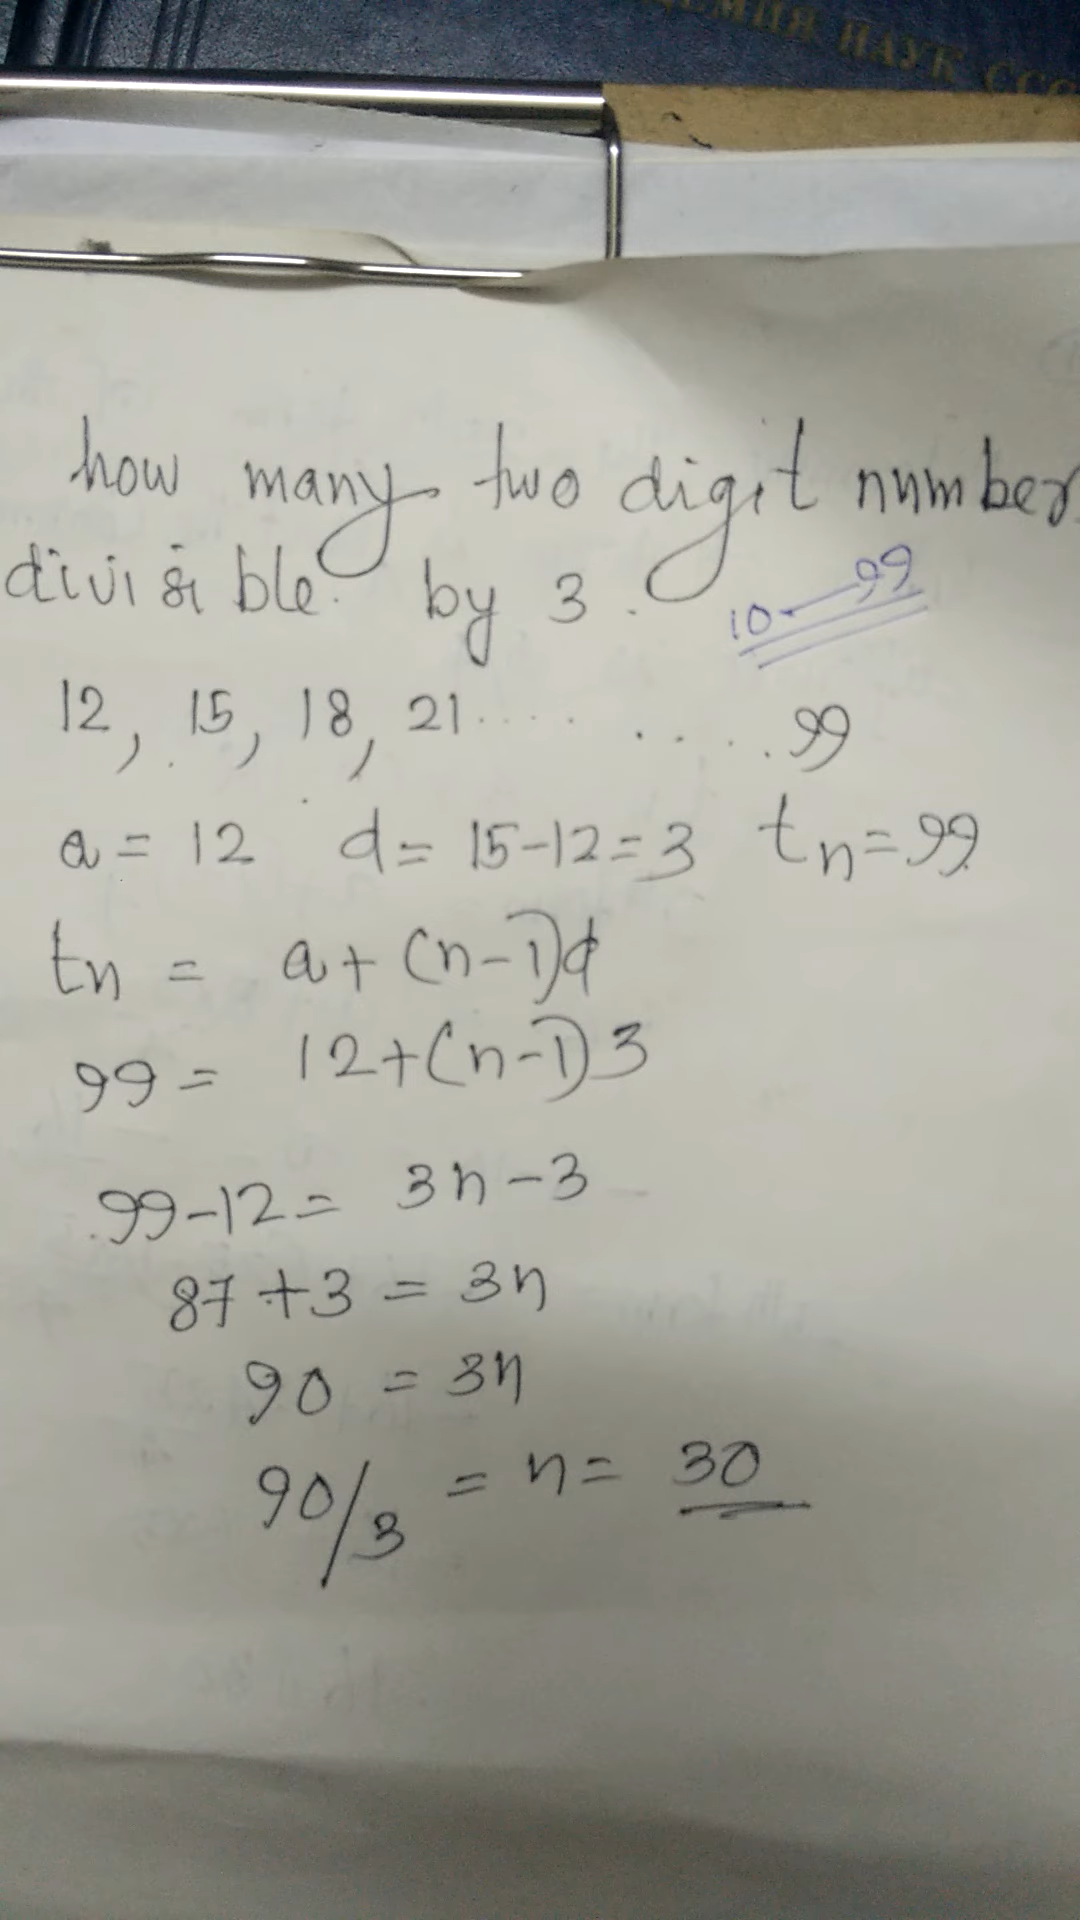 НАУК ССС
how many two digit number
divisible by 3.
10 — 99
12, 15, 18, 21 . . . . . . . . . 99
a = 12 d = 15-12=3 tn=99
tn = a+(n-1)d
99 = 12+(n-1)3
99-12= 3n-3
87+3 = 3n
90 = 3n
90/3 = n= 30